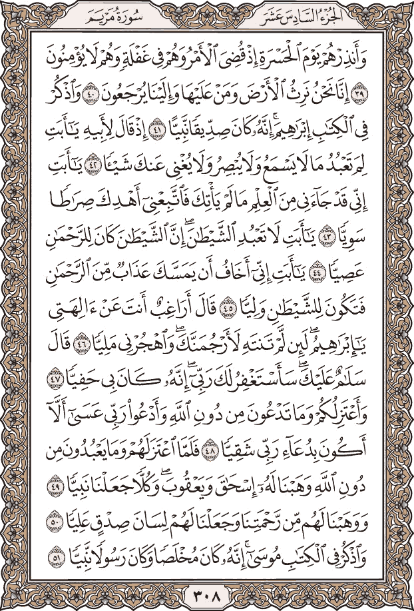 الجزء السادس عشر
سورة مريم
وَأَنذِرْهُمْ يَوْمَ ٱلْحَسْرَةِ إِذْ قُضِىَ ٱلْأَمْرُ وَهُمْ فِى غَفْلَةٍ وَهُمْ لَا يُؤْمِنُونَ
٣٩ إِنَّا نَحْنُ نَرِثُ ٱلْأَرْضَ وَمَنْ عَلَيْهَا وَإِلَيْنَا يُرْجَعُونَ ٤٠ وَٱذْكُرْ
فِى ٱلْكِتَٰبِ إِبْرَٰهِيمَ ۚ إِنَّهُۥ كَانَ صِدِّيقًا نَّبِيًّا ٤١ إِذْ قَالَ لِأَبِيهِ يَٰٓأَبَتِ
لِمَ تَعْبُدُ مَا لَا يَسْمَعُ وَلَا يُبْصِرُ وَلَا يُغْنِى عَنكَ شَيْـًٔا ٤٢ يَٰٓأَبَتِ
إِنِّى قَدْ جَآءَنِى مِنَ ٱلْعِلْمِ مَا لَمْ يَأْتِكَ فَٱتَّبِعْنِىٓ أَهْدِكَ صِرَٰطًا
سَوِيًّا ٤٣ يَٰٓأَبَتِ لَا تَعْبُدِ ٱلشَّيْطَٰنَ ۖ إِنَّ ٱلشَّيْطَٰنَ كَانَ لِلرَّحْمَٰنِ
عَصِيًّا ٤٤ يَٰٓأَبَتِ إِنِّىٓ أَخَافُ أَن يَمَسَّكَ عَذَابٌ مِّنَ ٱلرَّحْمَٰنِ
فَتَكُونَ لِلشَّيْطَٰنِ وَلِيًّا ٤٥ قَالَ أَرَاغِبٌ أَنتَ عَنْ ءَالِهَتِى
يَٰٓإِبْرَٰهِيمُ ۖ لَئِن لَّمْ تَنتَهِ لَأَرْجُمَنَّكَ ۖ وَٱهْجُرْنِى مَلِيًّا ٤٦ قَالَ
سَلَٰمٌ عَلَيْكَ ۖ سَأَسْتَغْفِرُ لَكَ رَبِّىٓ ۖ إِنَّهُۥ كَانَ بِى حَفِيًّا ٤٧
وَأَعْتَزِلُكُمْ وَمَا تَدْعُونَ مِن دُونِ ٱللَّهِ وَأَدْعُوا۟ رَبِّى عَسَىٰٓ أَلَّآ
أَكُونَ بِدُعَآءِ رَبِّى شَقِيًّا ٤٨ فَلَمَّا ٱعْتَزَلَهُمْ وَمَا يَعْبُدُونَ مِن
دُونِ ٱللَّهِ وَهَبْنَا لَهُۥٓ إِسْحَٰقَ وَيَعْقُوبَ ۖ وَكُلًّا جَعَلْنَا نَبِيًّا ٤٩
وَوَهَبْنَا لَهُم مِّن رَّحْمَتِنَا وَجَعَلْنَا لَهُمْ لِسَانَ صِدْقٍ عَلِيًّا ٥٠
وَٱذْكُرْ فِى ٱلْكِتَٰبِ مُوسَىٰٓ ۚ إِنَّهُۥ كَانَ مُخْلَصًا وَكَانَ رَسُولًا نَّبِيًّا ٥١
٣٠٨